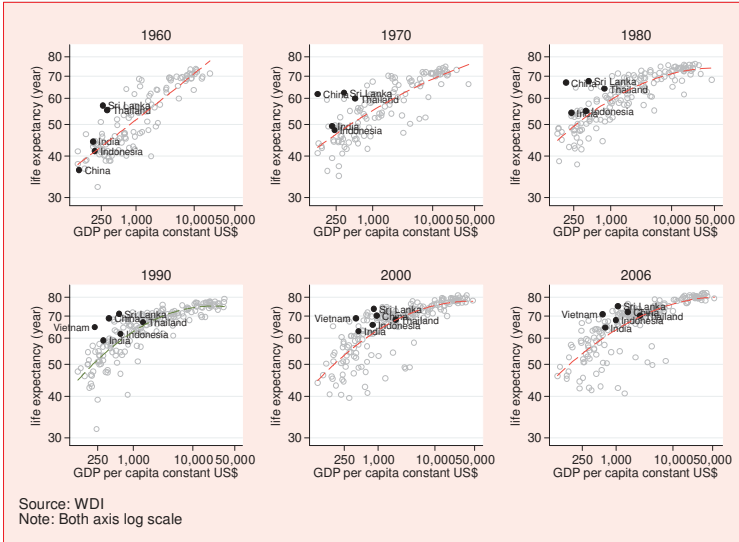 1960
1970
1980
life expectancy (year)
80
70
60
50
40
30
Sri Lanka
Thailand
India
Indonesia
China
250
1,000
10,000
50,000
GDP per capita constant US$
life expectancy (year)
80
70
60
50
40
30
China
Sri Lanka
Thailand
India
Indonesia
250
1,000
10,000
50,000
GDP per capita constant US$
life expectancy (year)
80
70
60
50
40
30
China
Sri Lanka
Thailand
India
Indonesia
250
1,000
10,000
50,000
GDP per capita constant US$
1990
2000
2006
life expectancy (year)
80
70
60
50
40
30
Sri Lanka
China
Thailand
Vietnam
Indonesia
India
250
1,000
10,000
50,000
GDP per capita constant US$
life expectancy (year)
80
70
60
50
40
30
Sri Lanka
Vietnam
China
Thailand
Indonesia
India
250
1,000
10,000
50,000
GDP per capita constant US$
life expectancy (year)
80
70
60
50
40
30
Sri Lanka
Vietnam
Thailand
Indonesia
India
250
1,000
10,000
50,000
GDP per capita constant US$
Source: WDI
Note: Both axis log scale